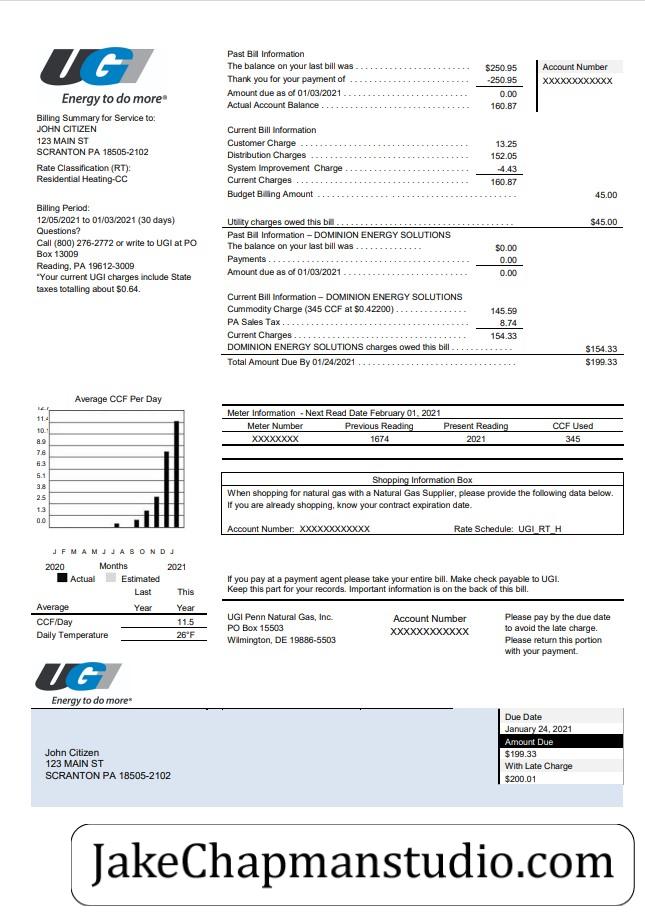 UGI
Energy to do more®
Billing Summary for Service to:
JOHN CITIZEN
123 MAIN ST
SCRANTON PA 18505-2102
Rate Classification (RT):
Residential Heating-CC
Billing Period:
12/05/2021 to 01/03/2021 (30 days)
Questions?
Call (800) 276-2772 or write to UGI at PO
Box 13009
Reading, PA 19612-3009
*Your current UGI charges include State
taxes totalling about $0.64.
Past Bill Information
The balance on your last bill was . . . . . . . . . . . . . . . . . . . . . $250.95
Thank you for your payment of . . . . . . . . . . . . . . . . . . . . . -250.95
Amount due as of 01/03/2021 . . . . . . . . . . . . . . . . . . . . . 0.00
Actual Account Balance . . . . . . . . . . . . . . . . . . . . . 160.87
Account Number
XXXXXXXXXXXX
Current Bill Information
Customer Charge . . . . . . . . . . . . . . . . . . . . . 13.25
Distribution Charges . . . . . . . . . . . . . . . . . . . . . 152.05
System Improvement Charge . . . . . . . . . . . . . . . . . . . . . -4.43
Current Charges . . . . . . . . . . . . . . . . . . . . . 160.87
Budget Billing Amount . . . . . . . . . . . . . . . . . . . . . 45.00
Utility charges owed this bill . . . . . . . . . . . . . . . . . . . . . $45.00
Past Bill Information – DOMINION ENERGY SOLUTIONS
The balance on your last bill was . . . . . . . . . . . . . $0.00
Payments . . . . . . . . . . . . . . . . . . . . . 0.00
Amount due as of 01/03/2021 . . . . . . . . . . . . . . . . . . . . . 0.00
Current Bill Information – DOMINION ENERGY SOLUTIONS
Cummodity Charge (345 CCF at $0.42200) . . . . . . . . . . . . . . 145.59
PA Sales Tax . . . . . . . . . . . . . . . . . . . . . 8.74
Current Charges . . . . . . . . . . . . . . . . . . . . . 154.33
DOMINION ENERGY SOLUTIONS charges owed this bill . . . . . . . . . . . . . $154.33
Total Amount Due By 01/24/2021 . . . . . . . . . . . . . . . . . . . . . $199.33
Average CCF Per Day
12.7
11.4
10.1
8.9
7.6
6.3
5.1
3.8
2.5
1.3
0.0
J F M A M J J A S O N D J
2020 Months 2021
Actual Estimated
Last This
Average Year Year
CCF/Day 11.5
Daily Temperature 26°F
Meter Information - Next Read Date February 01, 2021
Meter Number Previous Reading Present Reading CCF Used
XXXXXXXX 1674 2021 345
Shopping Information Box
When shopping for natural gas with a Natural Gas Supplier, please provide the following data below.
If you are already shopping, know your contract expiration date.
Account Number: XXXXXXXXXXXX Rate Schedule: UGI_RT_H
If you pay at a payment agent please take your entire bill. Make check payable to UGI.
Keep this part for your records. Important information is on the back of this bill.
UGI Penn Natural Gas, Inc.
PO Box 15503
Wilmington, DE 19886-5503
Account Number
XXXXXXXXXXXX
Please pay by the due date
to avoid the late charge.
Please return this portion
with your payment.
UGI
Energy to do more®
John Citizen
123 MAIN ST
SCRANTON PA 18505-2102
Due Date
January 24, 2021
Amount Due
$199.33
With Late Charge
$200.01
JakeChapmanstudio.com